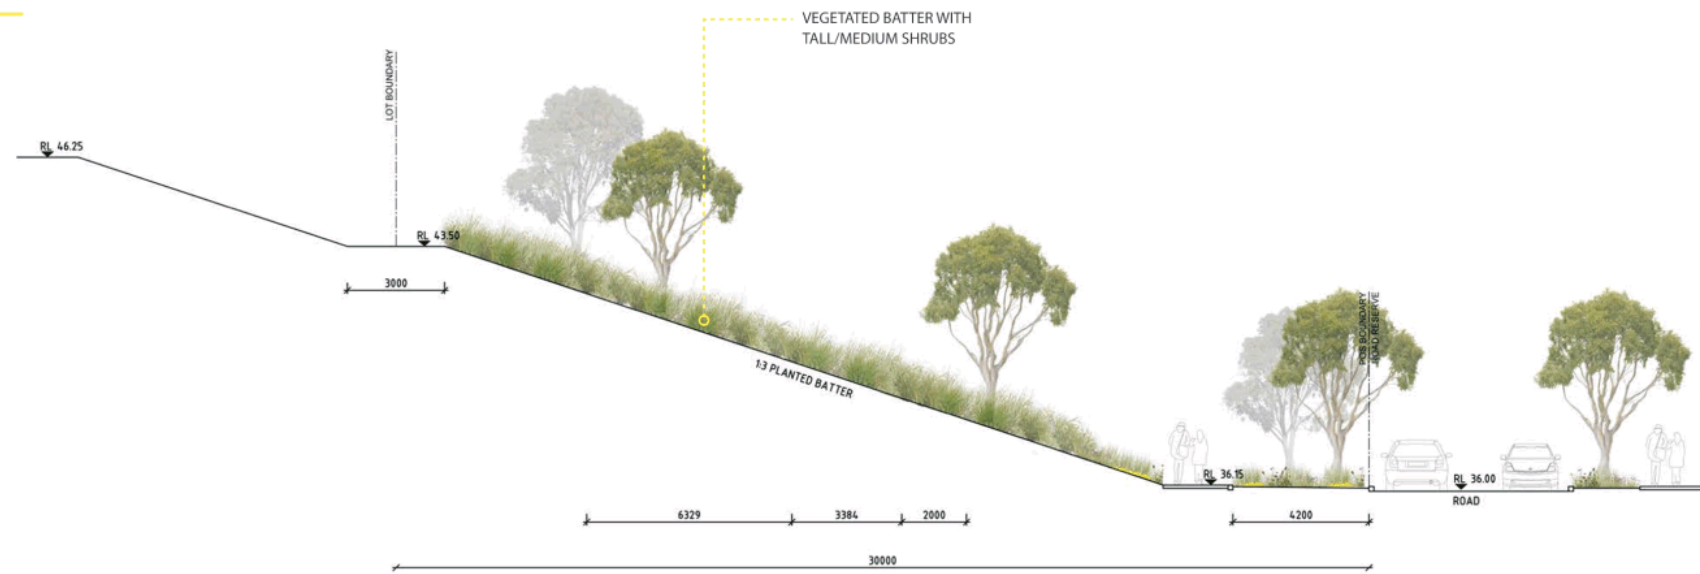 VEGETATED BATTER WITH
TALL/MEDIUM SHRUBS
LOT BOUNDARY
RL 46.25
RL 43.50
3000
1:3 PLANTED BATTER
POS BOUNDARY
ROAD RESERVE
RL 36.15
RL 36.00
ROAD
6329
3384
2000
4200
30000